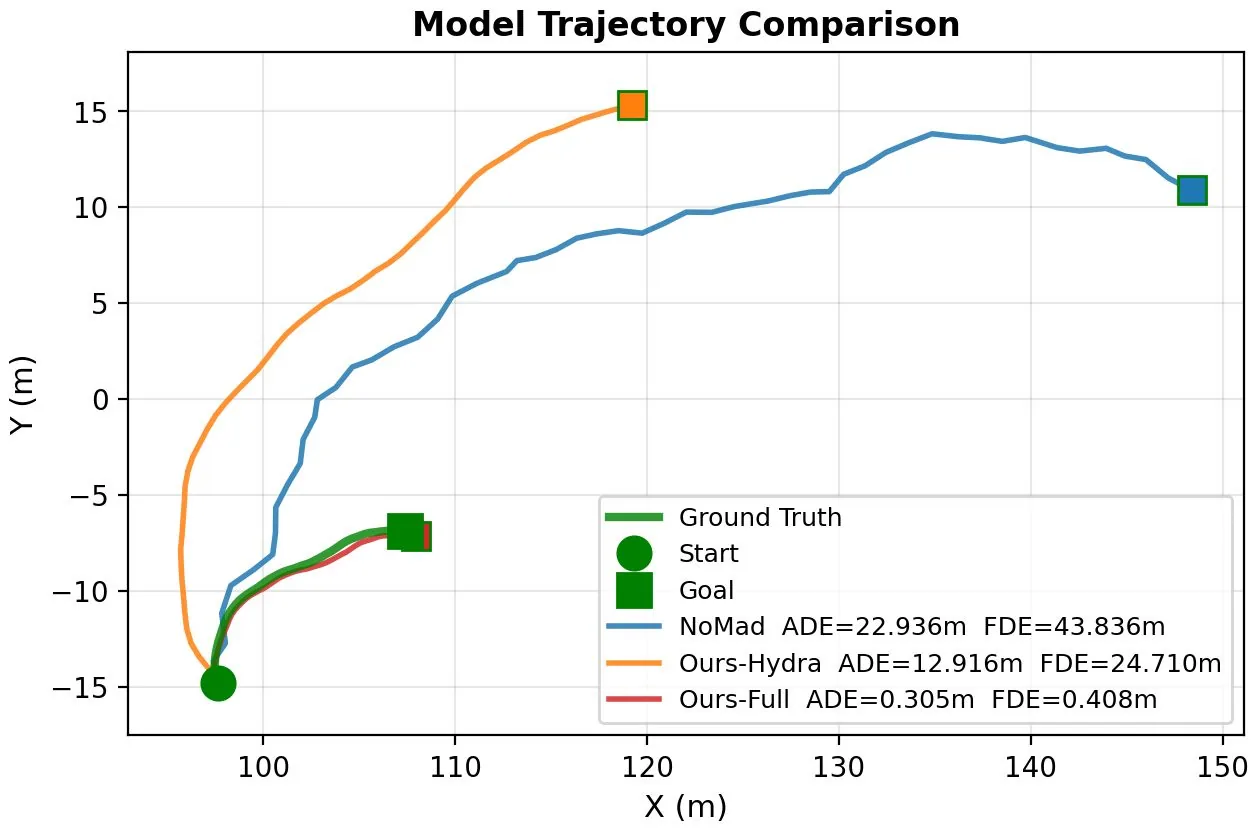 Model Trajectory Comparison
15
10
5
0
−5
−10
−15
Y (m)
Ground Truth
Start
Goal
NoMad ADE=22.936m FDE=43.836m
Ours-Hydra ADE=12.916m FDE=24.710m
Ours-Full ADE=0.305m FDE=0.408m
100 110 120 130 140 150
X (m)